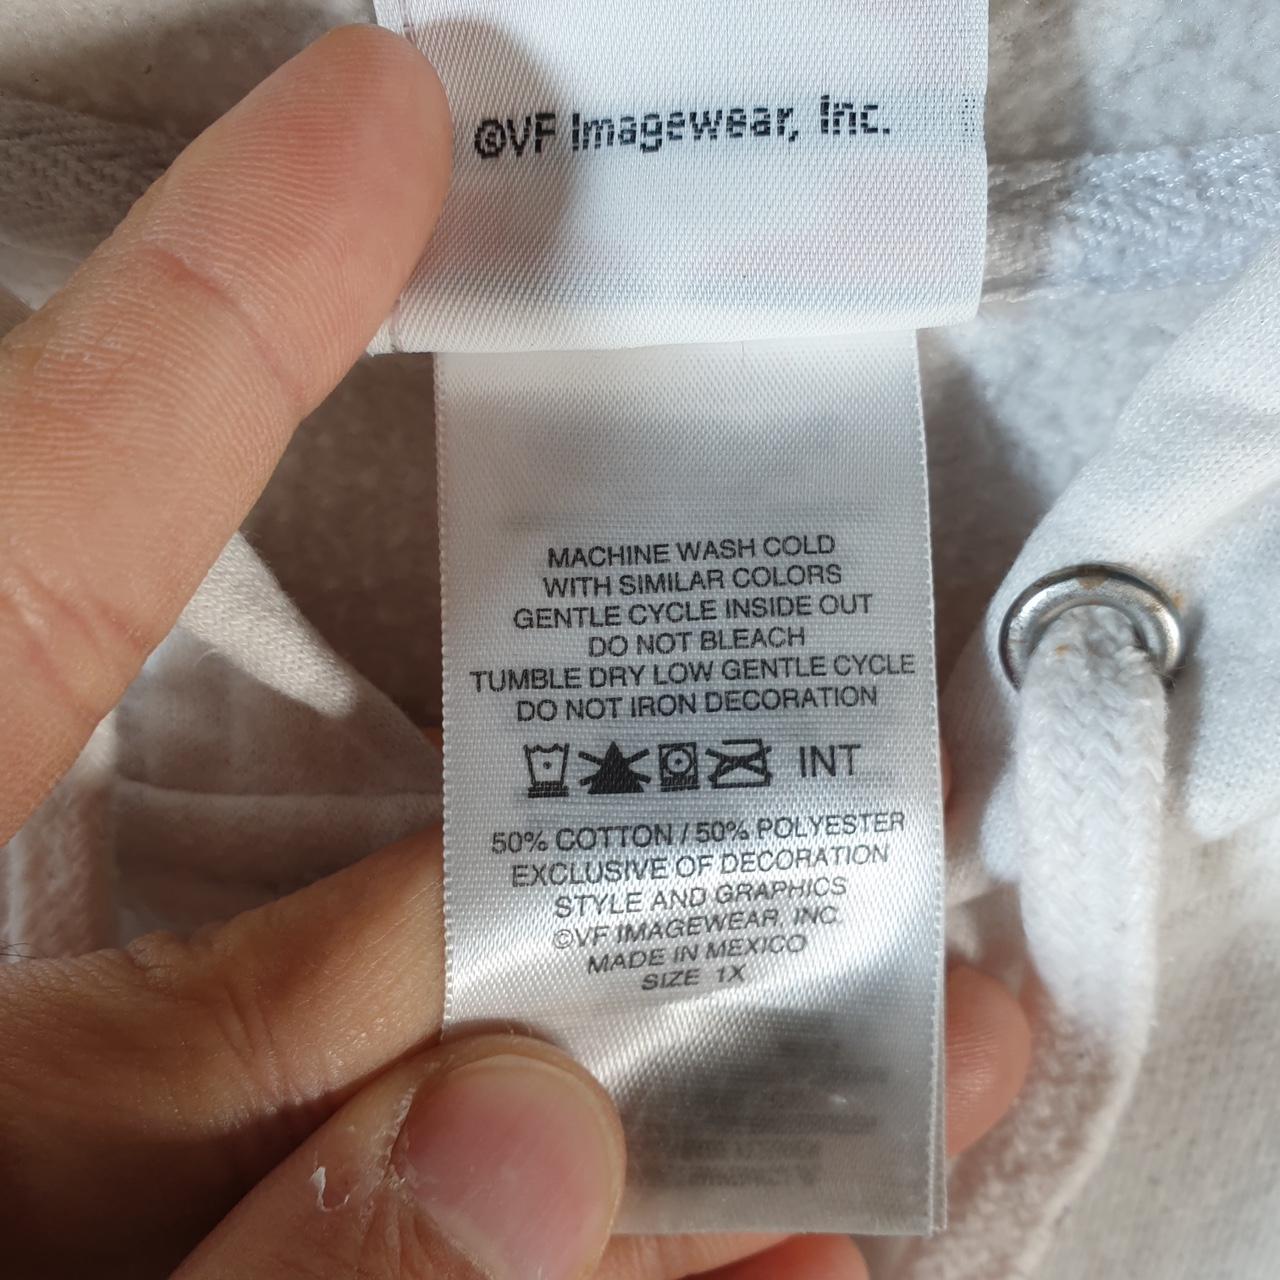 ©VF Imagewear, Inc.
MACHINE WASH COLD
WITH SIMILAR COLORS
GENTLE CYCLE INSIDE OUT
DO NOT BLEACH
TUMBLE DRY LOW GENTLE CYCLE
DO NOT IRON DECORATION
INT
50% COTTON / 50% POLYESTER
EXCLUSIVE OF DECORATION
STYLE AND GRAPHICS
©VF IMAGEWEAR, INC.
MADE IN MEXICO
SIZE 1X